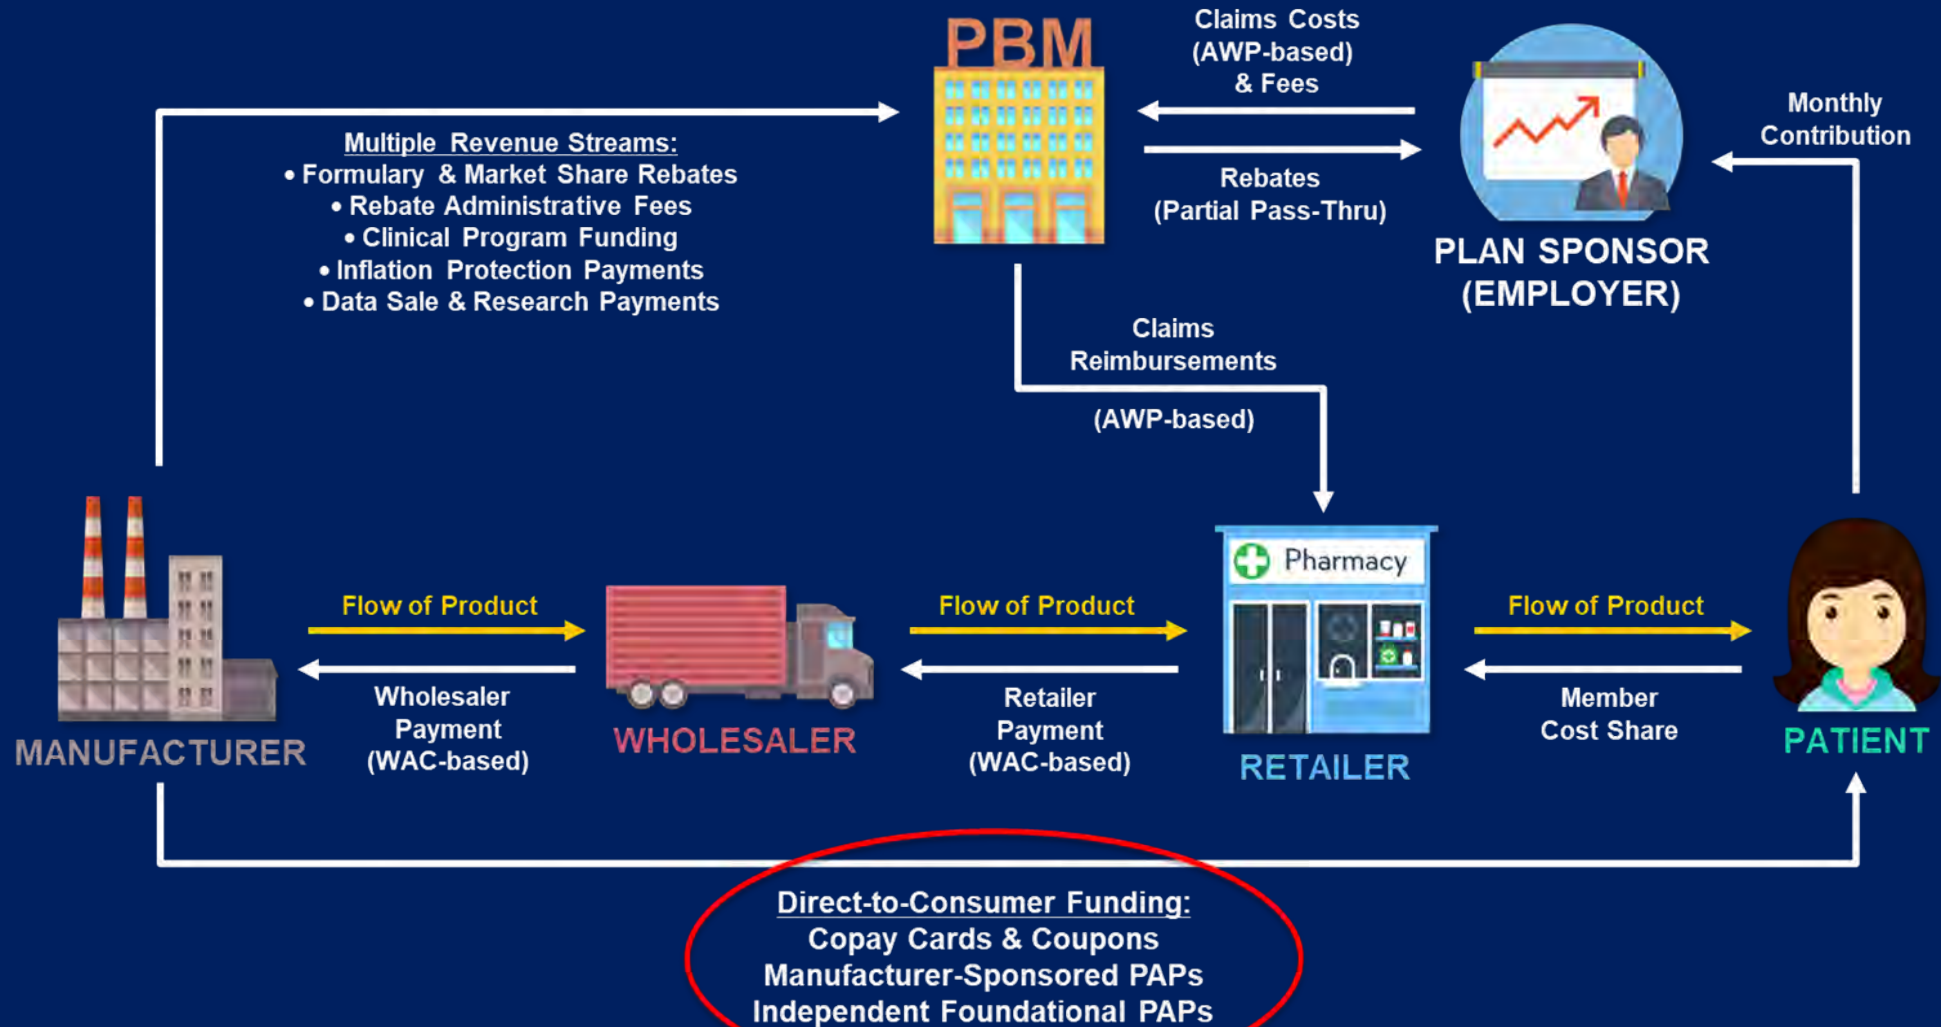 PBM
Claims Costs
(AWP-based)
& Fees
Rebates
(Partial Pass-Thru)
PLAN SPONSOR
(EMPLOYER)
Monthly
Contribution
Multiple Revenue Streams:
• Formulary & Market Share Rebates
• Rebate Administrative Fees
• Clinical Program Funding
• Inflation Protection Payments
• Data Sale & Research Payments
Claims
Reimbursements
(AWP-based)
MANUFACTURER
Flow of Product
Wholesaler
Payment
(WAC-based)
WHOLESALER
Flow of Product
Retailer
Payment
(WAC-based)
Pharmacy
RETAILER
Flow of Product
Member
Cost Share
PATIENT
Direct-to-Consumer Funding:
Copay Cards & Coupons
Manufacturer-Sponsored PAPs
Independent Foundational PAPs